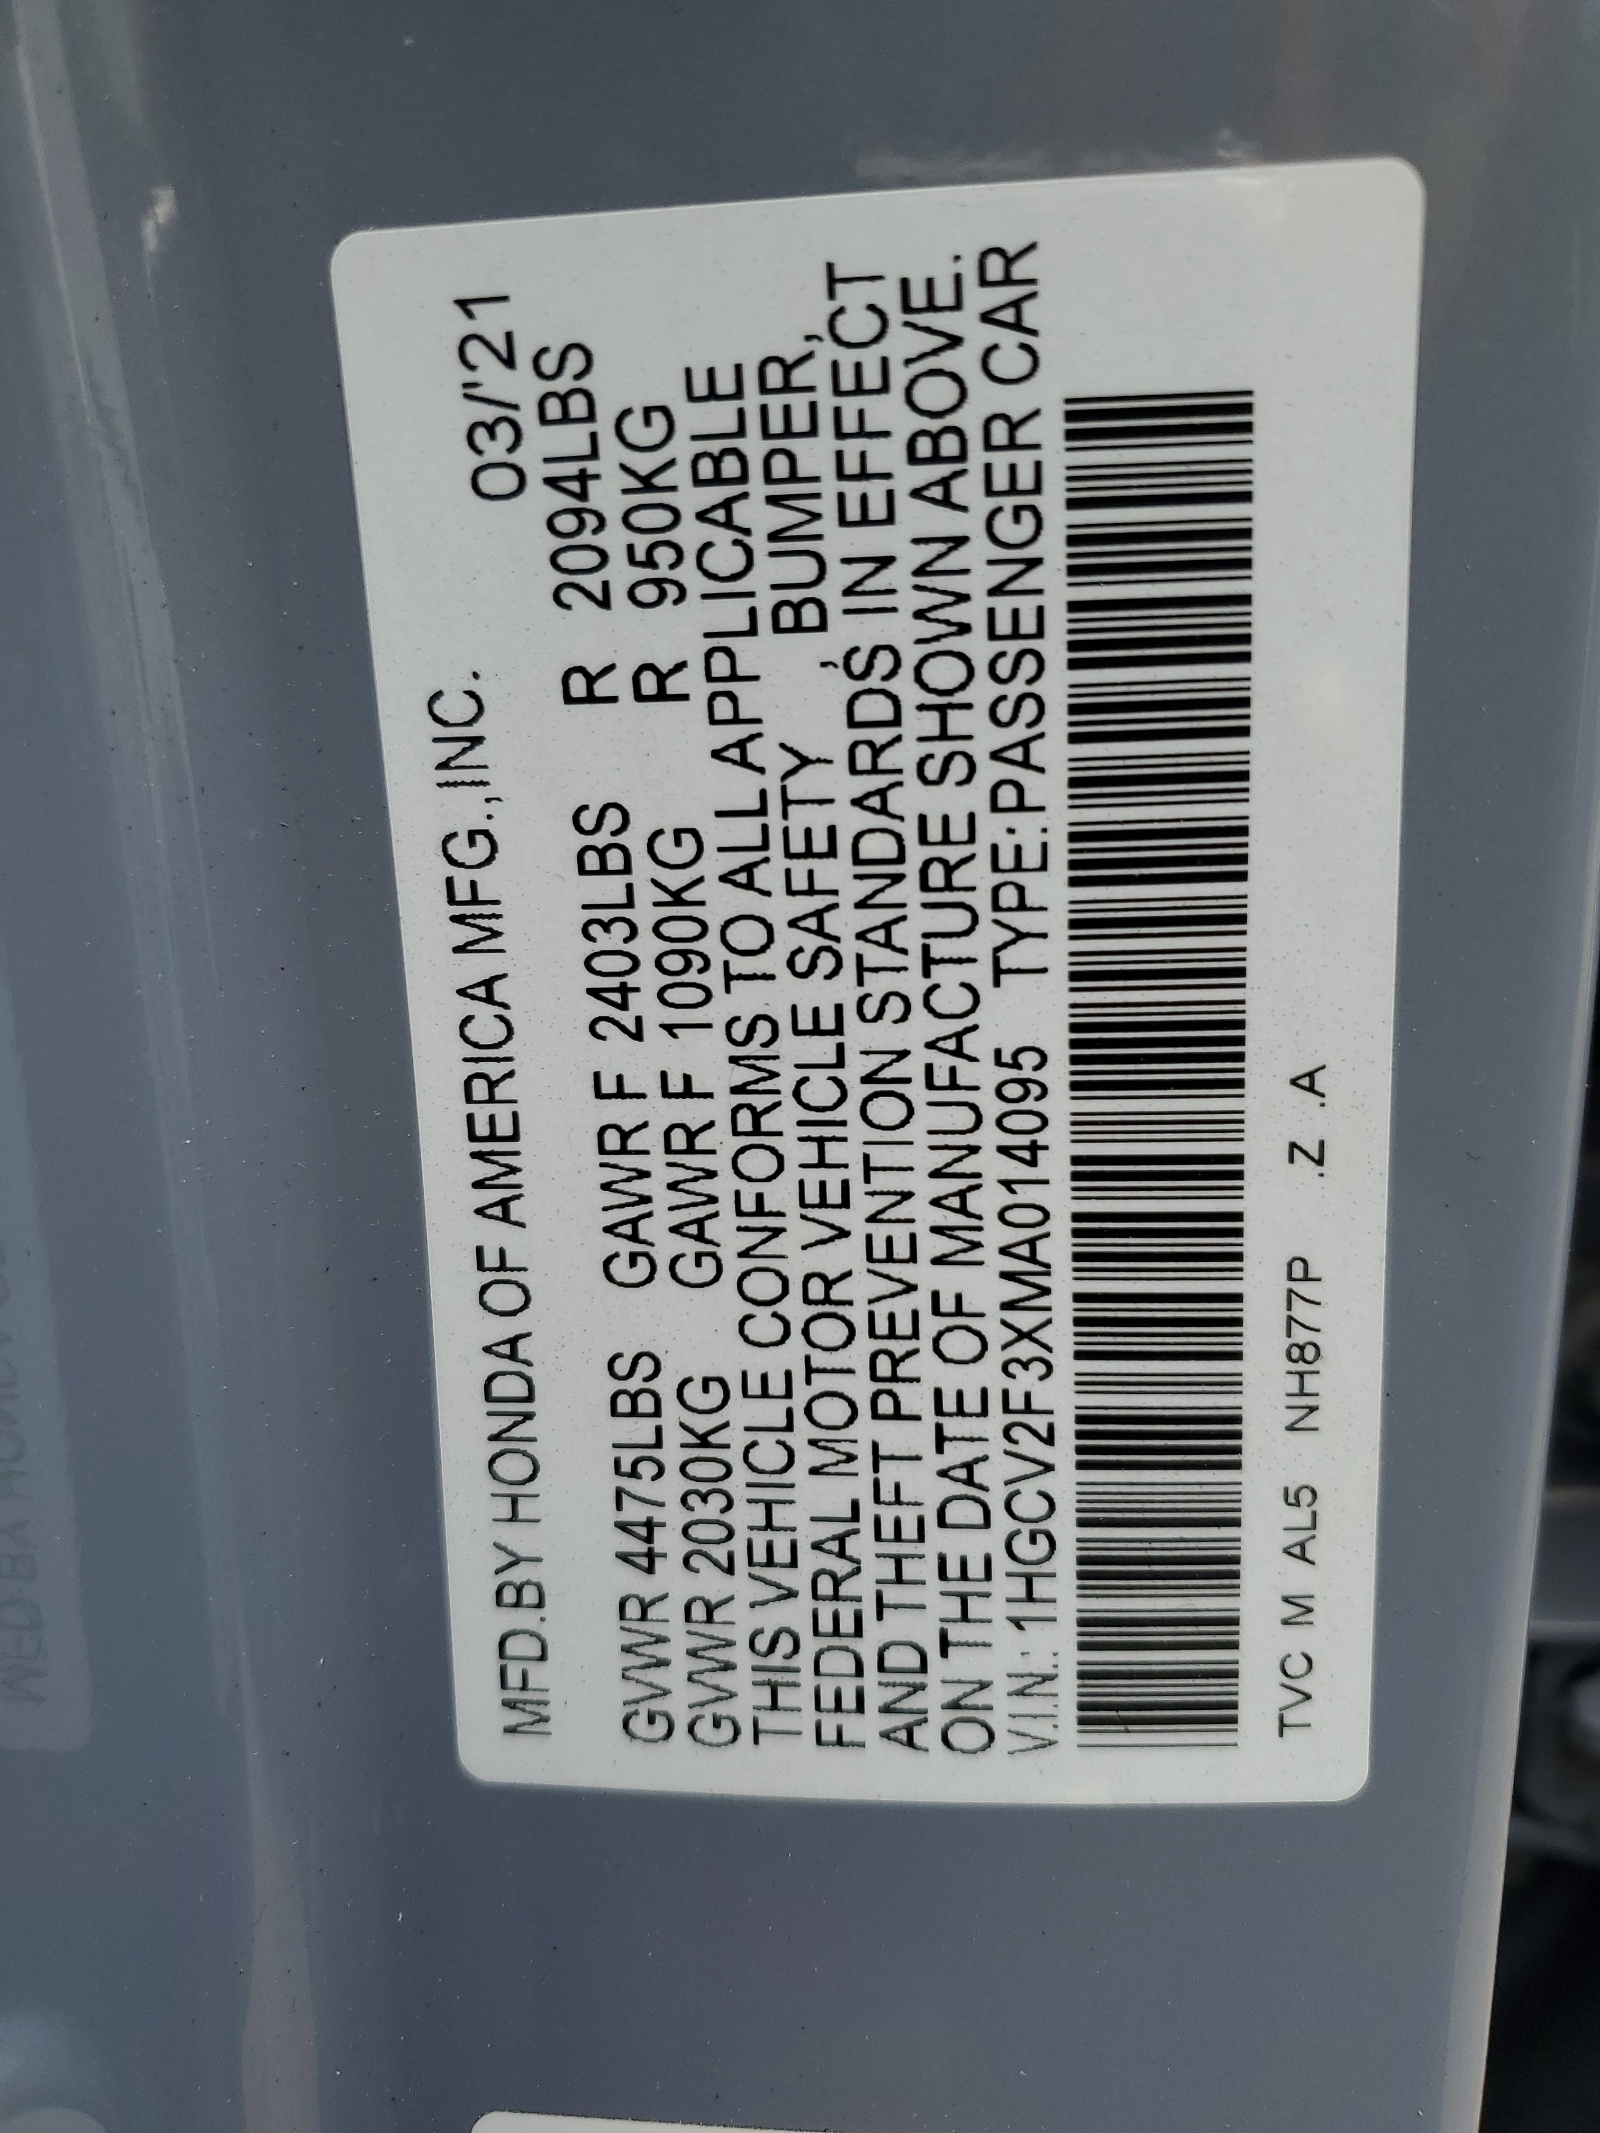 MFD.BY HONDA OF AMERICA MFG.,INC. 03/'21
GVWR 4475LBS GAWR F 2403LBS R 2094LBS
GVWR 2030KG GAWR F 1090KG R 950KG
THIS VEHICLE CONFORMS TO ALL APPLICABLE
FEDERAL MOTOR VEHICLE SAFETY , BUMPER,
AND THEFT PREVENTION STANDARDS IN EFFECT
ON THE DATE OF MANUFACTURE SHOWN ABOVE.
V.I.N.: 1HGCV2F3XMA014095 TYPE:PASSENGER CAR
TVC M AL5 NH877P .Z .A